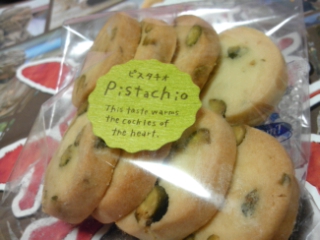 ピスタチオ
Pistachio
This taste warms
the cockles of
the heart.